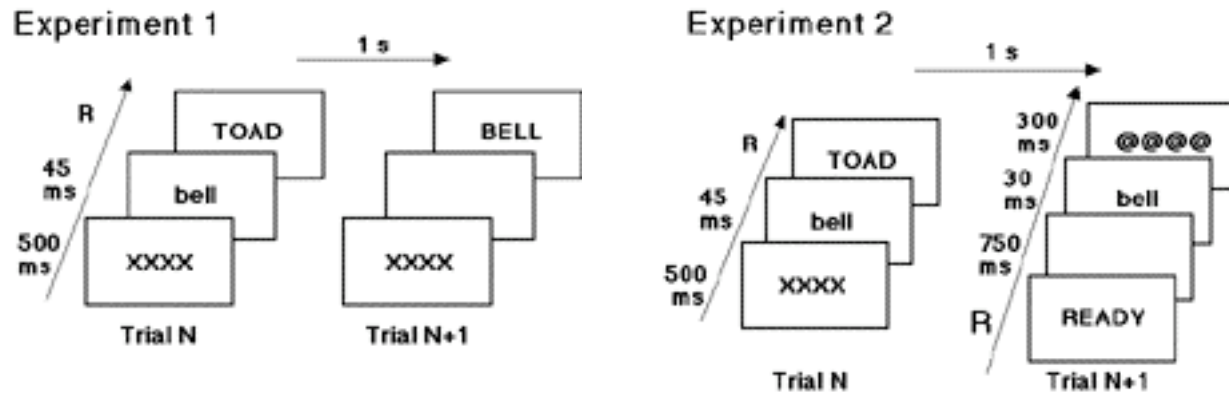 Experiment 1
1 s
R
45 ms
500 ms
TOAD
bell
XXXX
Trial N
BELL
XXXX
Trial N+1
Experiment 2
1 s
R
45 ms
500 ms
TOAD
bell
XXXX
Trial N
300 ms
30 ms
750 ms
R
@@@@
bell
READY
Trial N+1